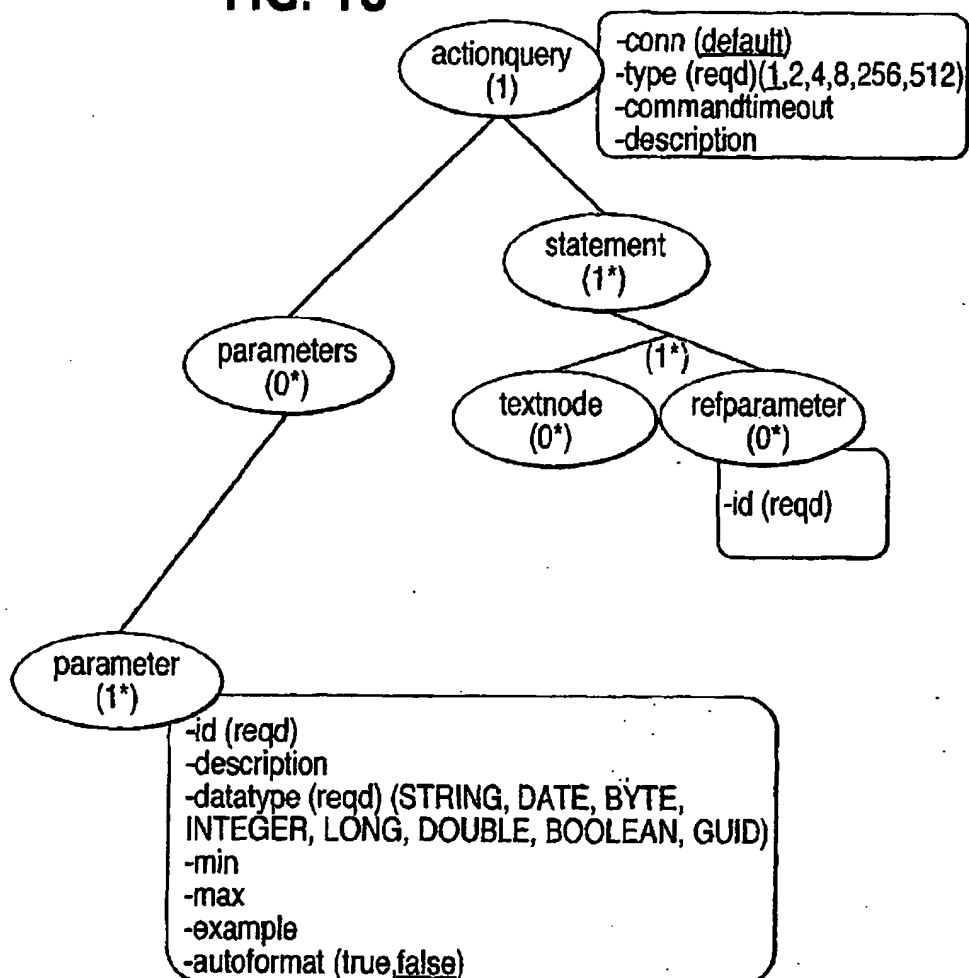 actionquery
(1)
-conn (default)
-type (reqd)(1,2,4,8,256,512)
-commandtimeout
-description
statement
(1*)
parameters
(0*)
(1*)
textnode
(0*)
refparameter
(0*)
-id (reqd)
parameter
(1*)
-id (reqd)
-description
-datatype (reqd) (STRING, DATE, BYTE,
INTEGER, LONG, DOUBLE, BOOLEAN, GUID)
-min
-max
-example
-autoformat (true,false)